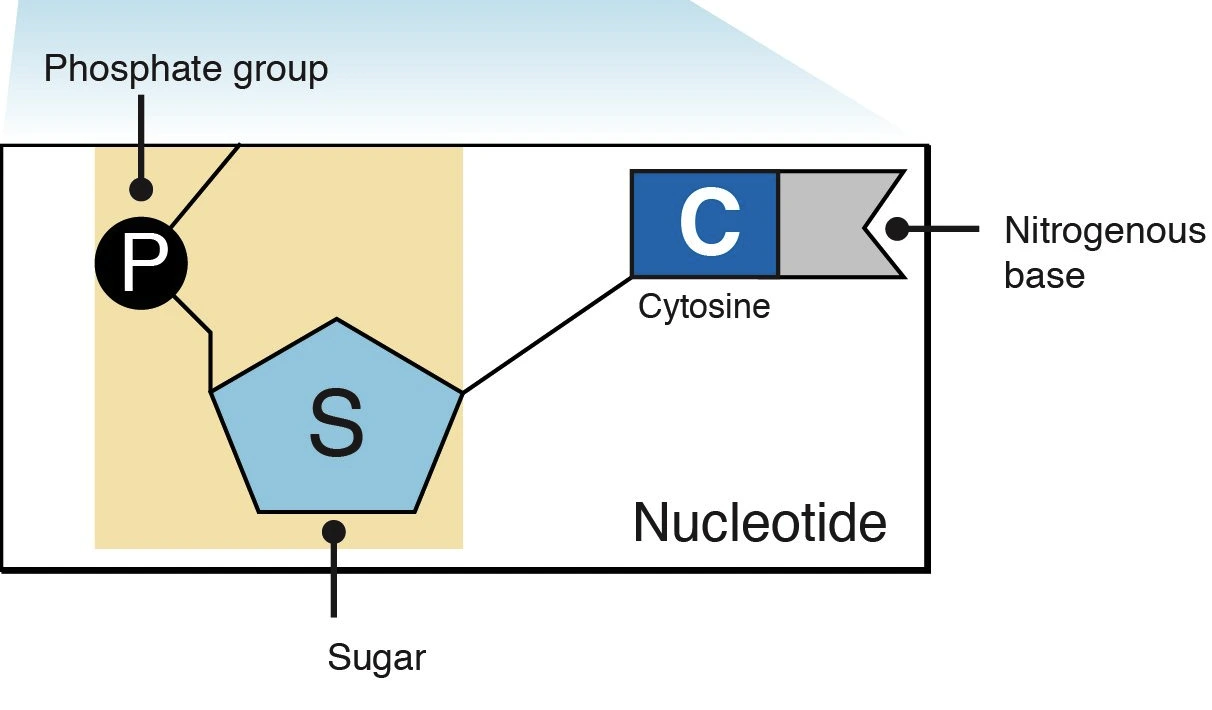 Phosphate group
P
C
Nitrogenous
base
Cytosine
S
Nucleotide
Sugar